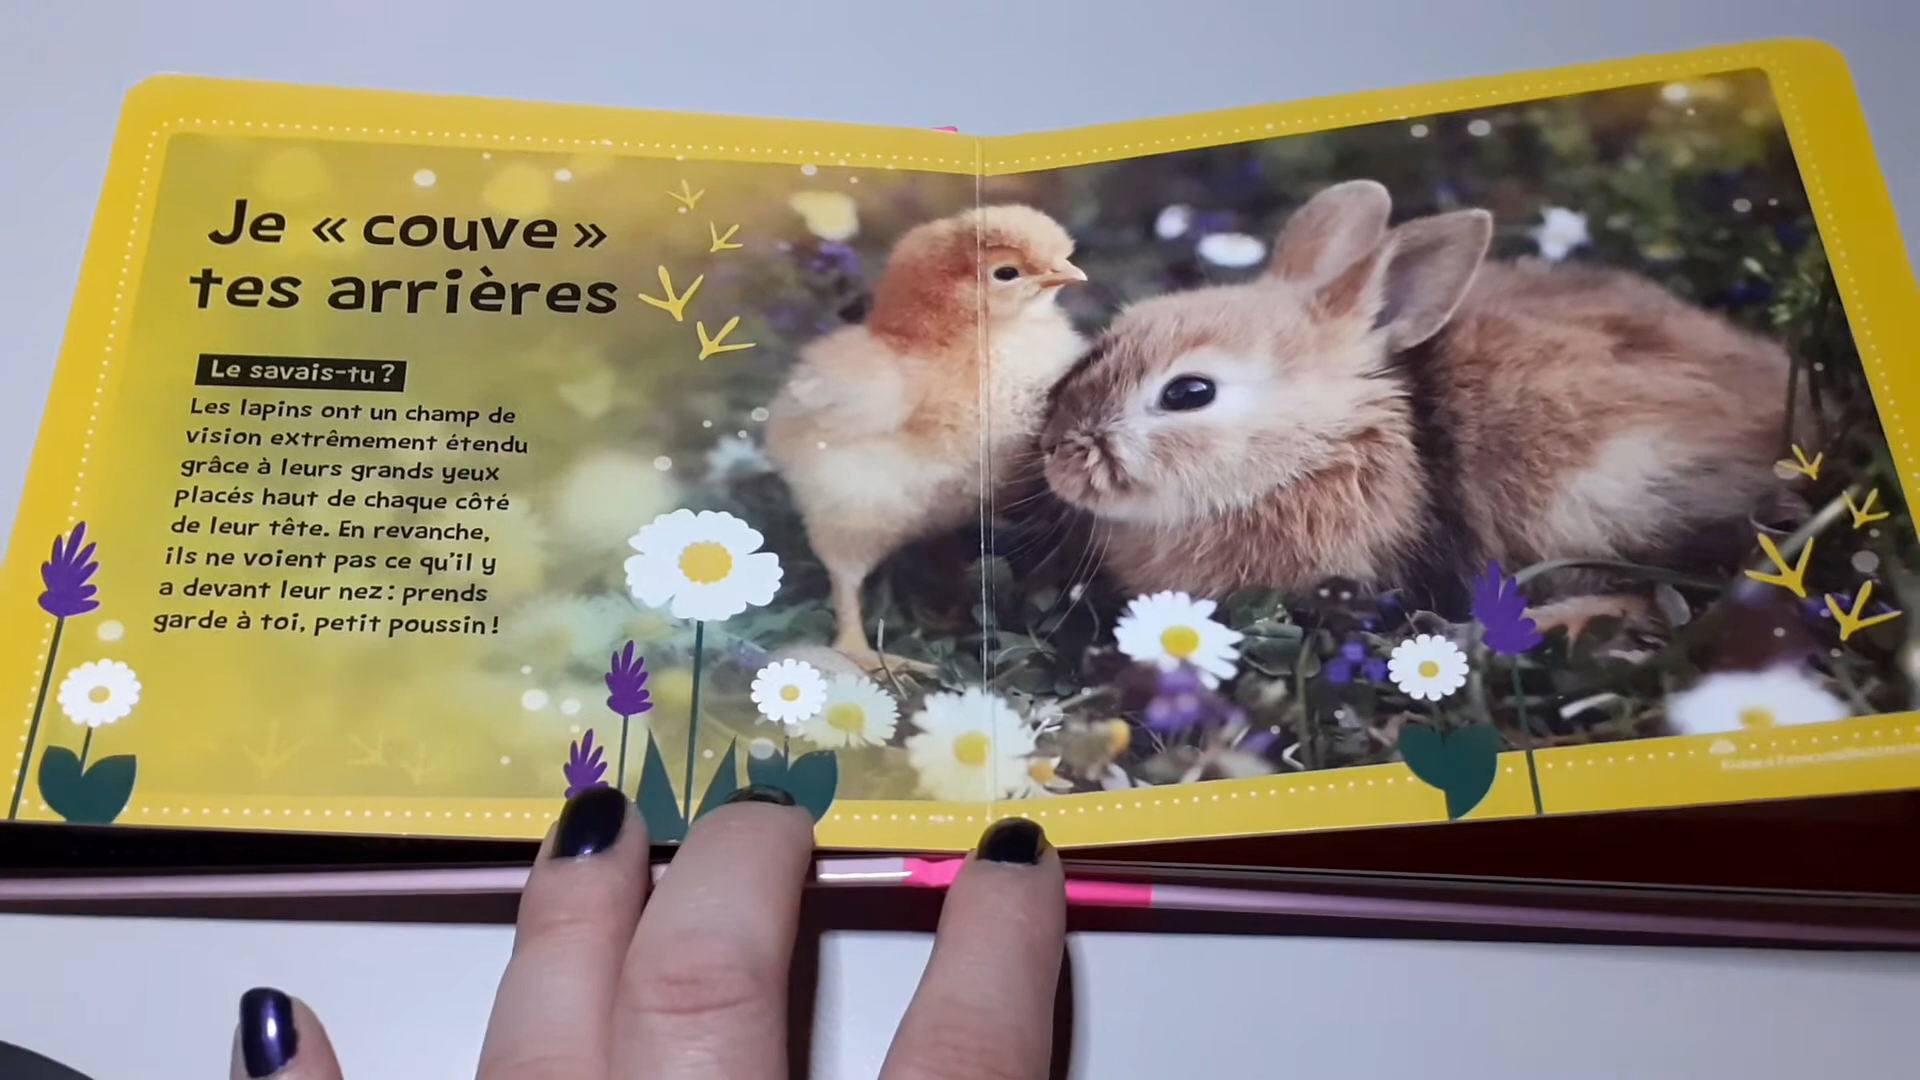 Je « couve »
tes arrières
Le savais-tu ?
Les lapins ont un champ de
vision extrêmement étendu
grâce à leurs grands yeux
placés haut de chaque côté
de leur tête. En revanche,
ils ne voient pas ce qu'il y
a devant leur nez : prends
garde à toi, petit poussin !